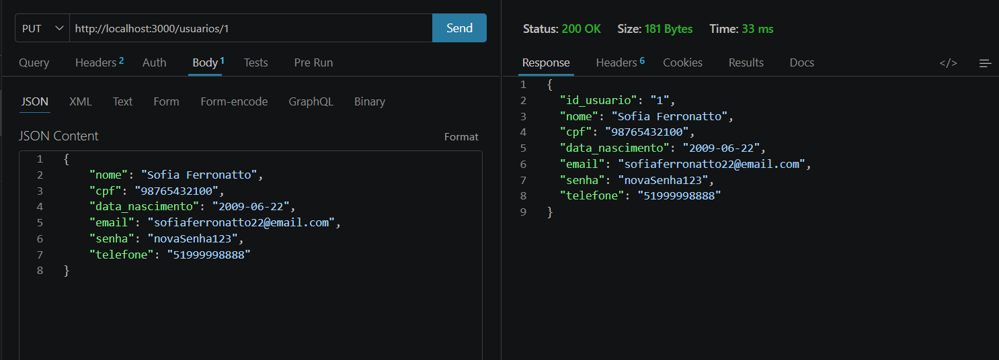 PUT http://localhost:3000/usuarios/1 Send
Query Headers 2 Auth Body 1 Tests Pre Run
JSON XML Text Form Form-encode GraphQL Binary
JSON Content Format
1 {
2 "nome": "Sofia Ferronatto",
3 "cpf": "98765432100",
4 "data_nascimento": "2009-06-22",
5 "email": "sofiaferronatto22@email.com",
6 "senha": "novaSenha123",
7 "telefone": "51999998888"
8 }
Status: 200 OK Size: 181 Bytes Time: 33 ms
Response Headers 6 Cookies Results Docs </>
1 {
2 "id_usuario": "1",
3 "nome": "Sofia Ferronatto",
4 "cpf": "98765432100",
5 "data_nascimento": "2009-06-22",
6 "email": "sofiaferronatto22@email.com",
7 "senha": "novaSenha123",
8 "telefone": "51999998888"
9 }